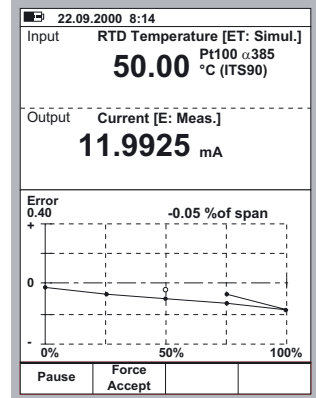 22.09.2000 8:14
Input RTD Temperature [ET: Simul.]
50.00 Pt100 α385
°C (ITS90)
Output Current [E: Meas.]
11.9925 mA
Error
0.40 -0.05 %of span
+
0
-
0% 50% 100%
Pause Force Accept